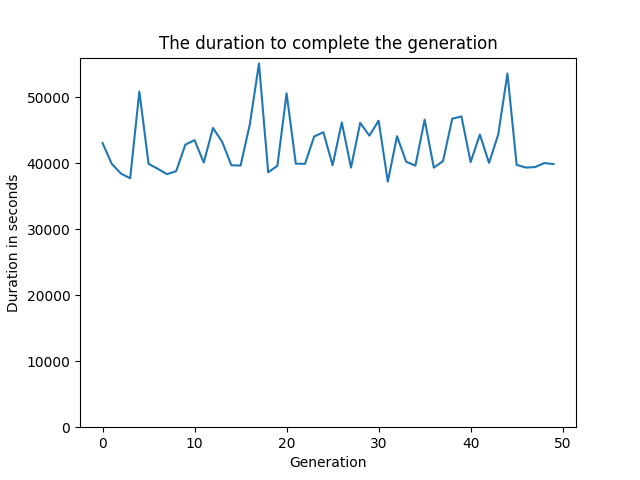 The duration to complete the generation
50000
40000
30000
20000
10000
0
Duration in seconds
0 10 20 30 40 50
Generation